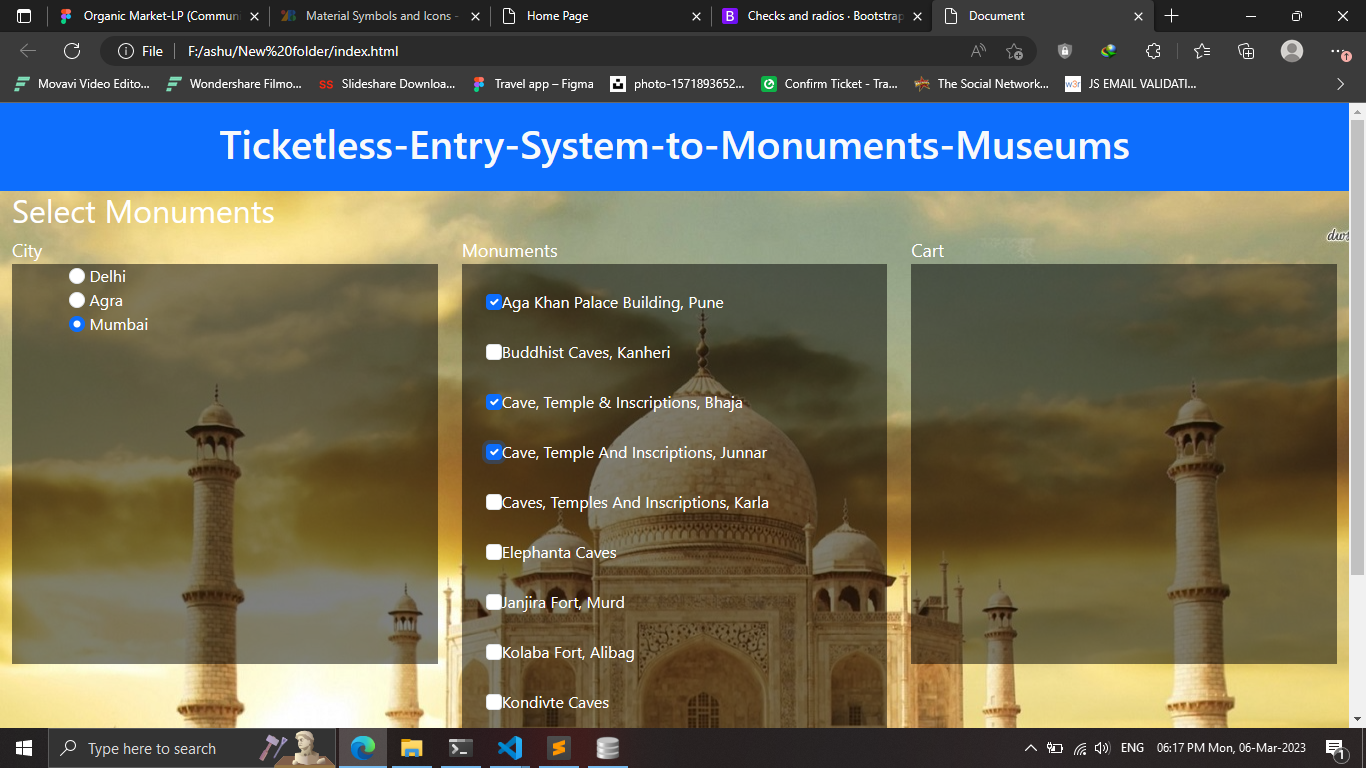 Organic Market-LP (Communi
Material Symbols and Icons -
Home Page
Checks and radios · Bootstrap
Document
File
F:/ashu/New%20folder/index.html
Movavi Video Edito...
Wondershare Filmo...
SS
Slideshare Downloa...
Travel app – Figma
photo-1571893652...
Confirm Ticket - Tra...
The Social Network...
w3r
JS EMAIL VALIDATI...
Ticketless-Entry-System-to-Monuments-Museums
Select Monuments
City
Delhi
Agra
Mumbai
Monuments
Aga Khan Palace Building, Pune
Buddhist Caves, Kanheri
Cave, Temple & Inscriptions, Bhaja
Cave, Temple And Inscriptions, Junnar
Caves, Temples And Inscriptions, Karla
Elephanta Caves
Janjira Fort, Murd
Kolaba Fort, Alibag
Kondivte Caves
Cart
Type here to search
ENG
06:17 PM Mon, 06-Mar-2023
1